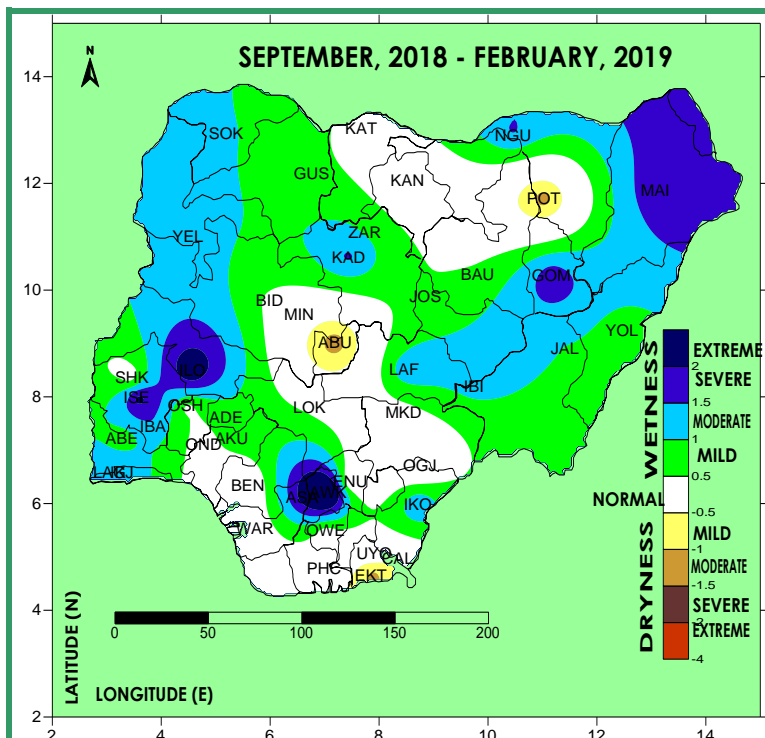 SEPTEMBER, 2018 - FEBRUARY, 2019
N
14
12
10
8
6
4
2
2
4
6
8
10
12
14
KAT
SOK
NGU
GUS
KAN
MAI
POT
ZAR
YEL
KAD
GOM
BAU
BID
JOS
MIN
ABU
YOL
JAL
LAF
ILO
SHK
IBI
ISE
OSH
LOK
MKD
ADE
IBA
AKU
ABE
OND
OGJ
ENU
BEN
AWK
IKO
WAR
OWE
UYO
CAL
PHC
EKT
WETNESS
EXTREME
2
SEVERE
1.5
MODERATE
1
MILD
0.5
NORMAL
-0.5
DRYNESS
MILD
-1
MODERATE
-1.5
SEVERE
EXTREME
-4
0
50
100
150
200
LATITUDE (N)
LONGITUDE (E)